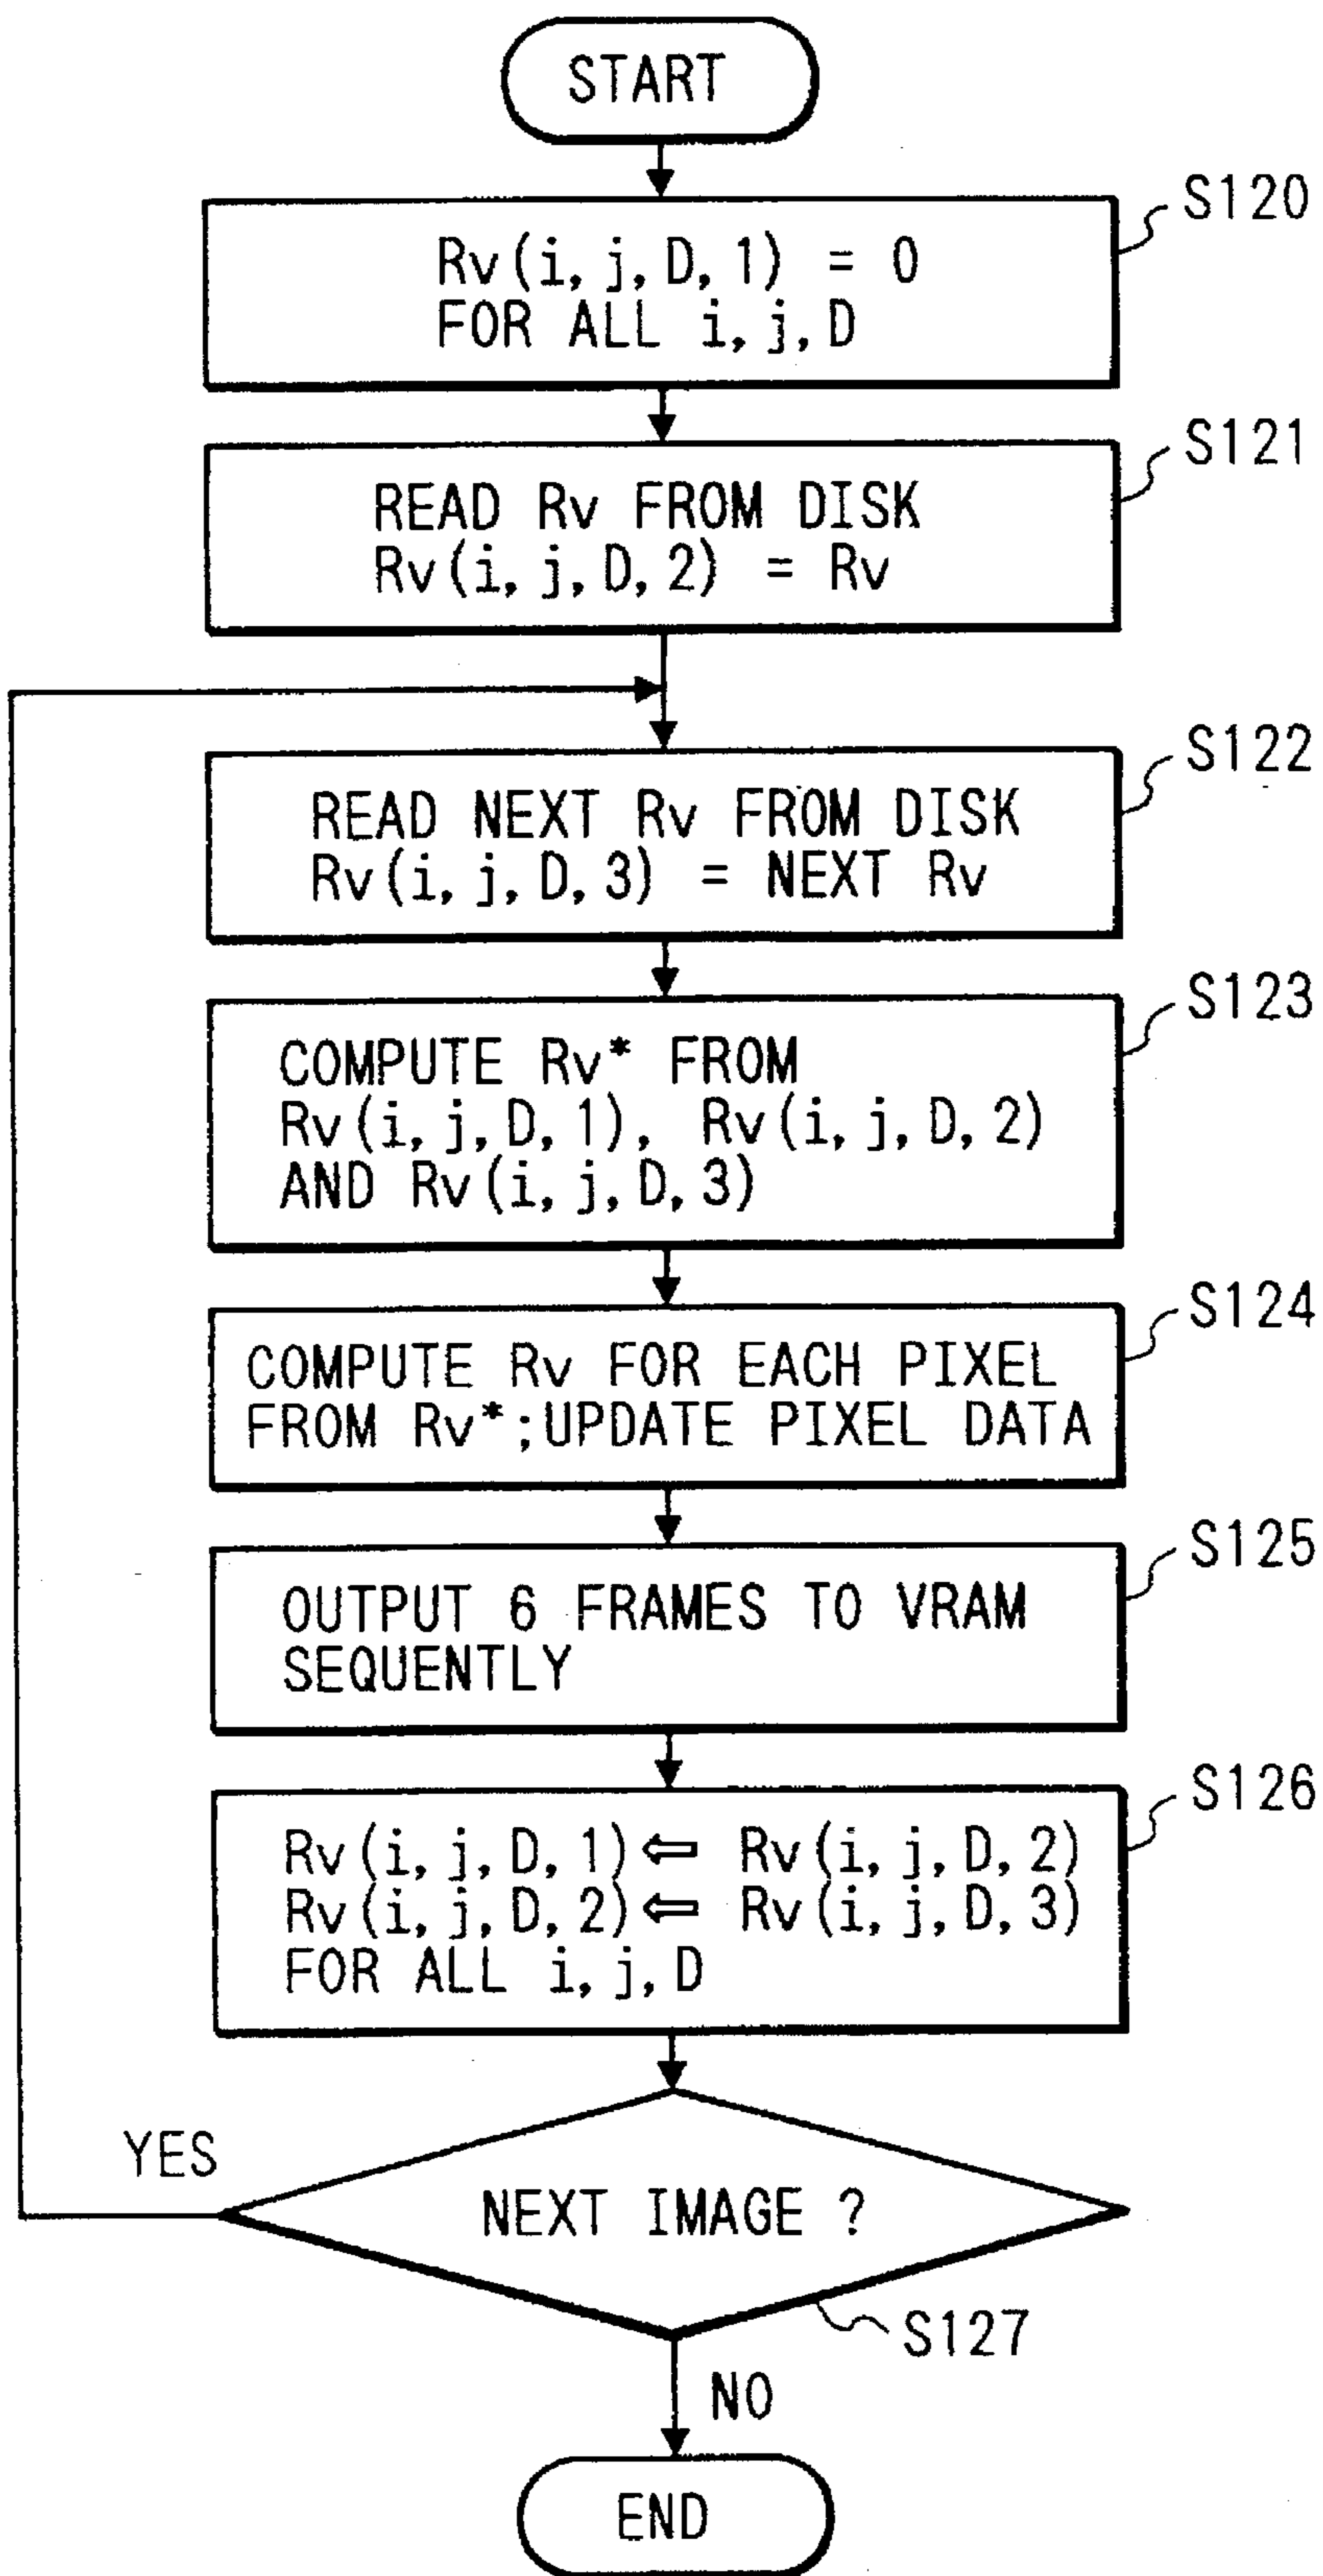 START
S120
Rv(i, j, D, 1) = 0
FOR ALL i, j, D
S121
READ Rv FROM DISK
Rv(i, j, D, 2) = Rv
S122
READ NEXT Rv FROM DISK
Rv(i, j, D, 3) = NEXT Rv
S123
COMPUTE Rv* FROM
Rv(i, j, D, 1), Rv(i, j, D, 2)
AND Rv(i, j, D, 3)
S124
COMPUTE Rv FOR EACH PIXEL
FROM Rv*;UPDATE PIXEL DATA
S125
OUTPUT 6 FRAMES TO VRAM
SEQUENTLY
S126
Rv(i, j, D, 1)⇐ Rv(i, j, D, 2)
Rv(i, j, D, 2)⇐ Rv(i, j, D, 3)
FOR ALL i, j, D
YES
NEXT IMAGE ?
S127
NO
END